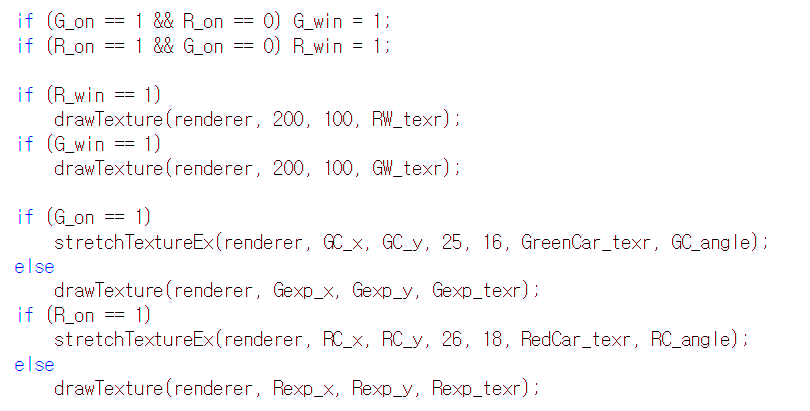 if (G_on == 1 && R_on == 0) G_win = 1;
if (R_on == 1 && G_on == 0) R_win = 1;

if (R_win == 1)
    drawTexture(renderer, 200, 100, RW_texr);
if (G_win == 1)
    drawTexture(renderer, 200, 100, GW_texr);

if (G_on == 1)
    stretchTextureEx(renderer, GC_x, GC_y, 25, 16, GreenCar_texr, GC_angle);
else
    drawTexture(renderer, Gexp_x, Gexp_y, Gexp_texr);
if (R_on == 1)
    stretchTextureEx(renderer, RC_x, RC_y, 26, 18, RedCar_texr, RC_angle);
else
    drawTexture(renderer, Rexp_x, Rexp_y, Rexp_texr);